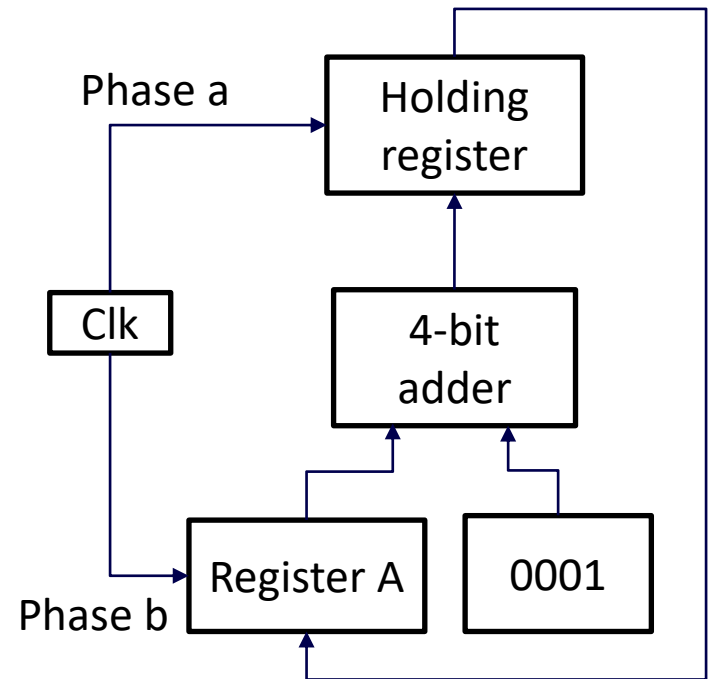 Phase a
Holding
register
Clk
4-bit
adder
Register A
0001
Phase b